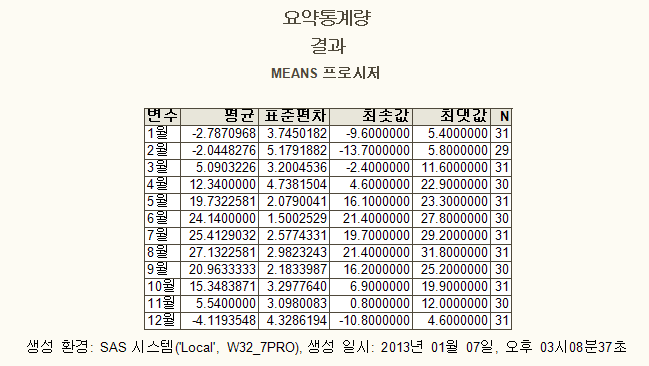 요약통계량
결과
MEANS 프로시저
변수 평균 표준편차 최솟값 최댓값 N
1월 -2.7870968 3.7450182 -9.6000000 5.4000000 31
2월 -2.0448276 5.1791882 -13.7000000 5.8000000 29
3월 5.0903226 3.2004536 -2.4000000 11.6000000 31
4월 12.3400000 4.7381504 4.6000000 22.9000000 30
5월 19.7322581 2.0790041 16.1000000 23.3000000 31
6월 24.1400000 1.5002529 21.4000000 27.8000000 30
7월 25.4129032 2.5774331 19.7000000 29.2000000 31
8월 27.1322581 2.9823243 21.4000000 31.8000000 31
9월 20.9633333 2.1833987 16.2000000 25.2000000 30
10월 15.3483871 3.2977640 6.9000000 19.9000000 31
11월 5.5400000 3.0980083 0.8000000 12.0000000 30
12월 -4.1193548 4.3286194 -10.8000000 4.6000000 31
생성 환경: SAS 시스템('Local', W32_7PRO), 생성 일시: 2013년 01월 07일, 오후 03시08분37초